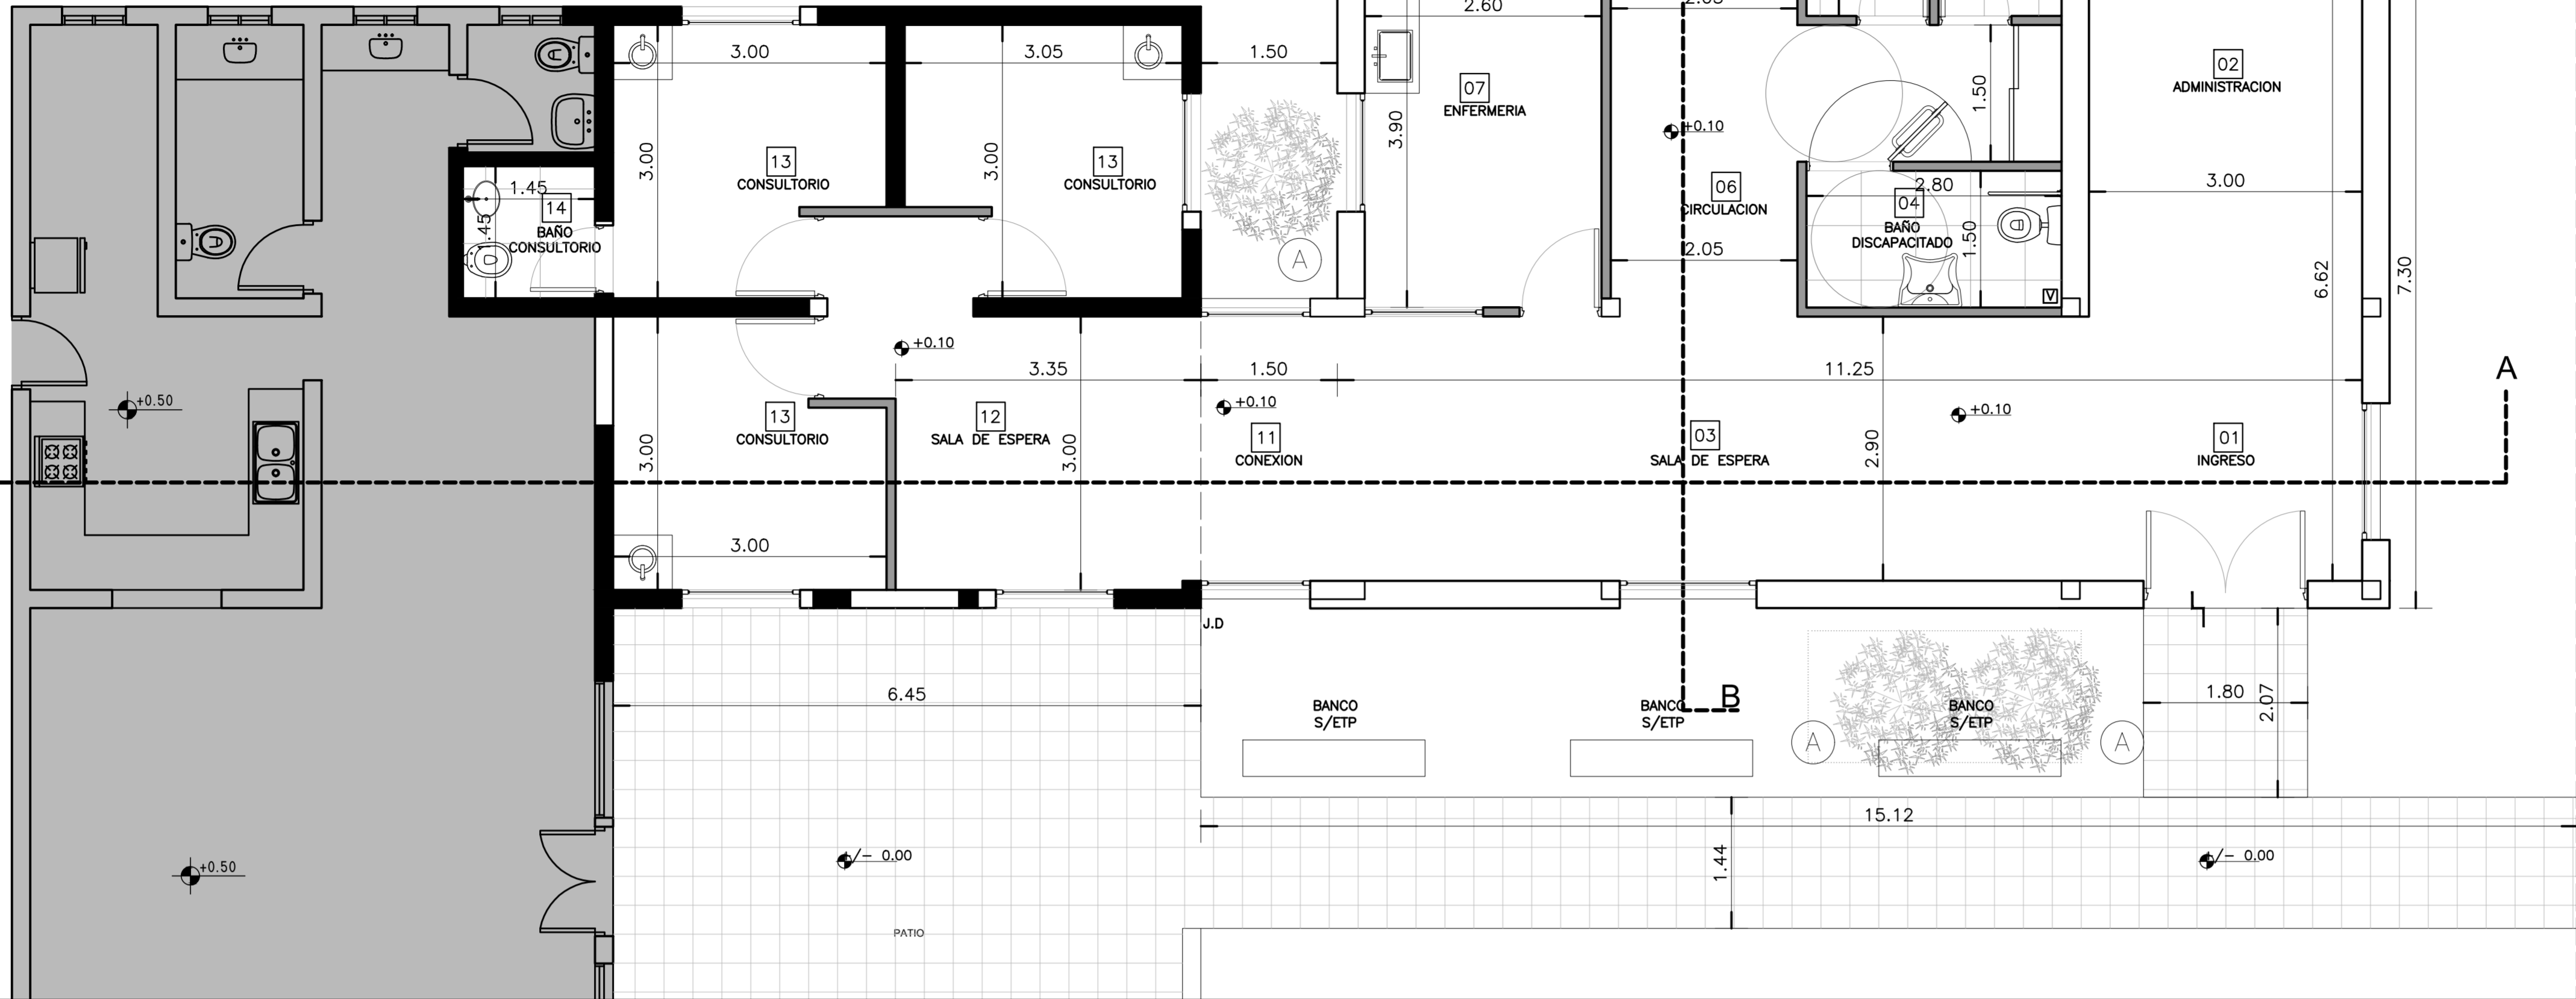 2.60
2.05
3.00
3.05
1.50
07
ENFERMERIA
02
ADMINISTRACION
1.50
3.90
+0.10
3.00
13
CONSULTORIO
3.00
13
CONSULTORIO
1.45
14
BAÑO
CONSULTORIO
1.45
06
CIRCULACION
2.05
2.80
04
BAÑO
DISCAPACITADO
1.50
V
3.00
A
6.62
7.30
+0.10
3.35
1.50
11.25
A
+0.50
+0.10
+0.10
13
CONSULTORIO
3.00
12
SALA DE ESPERA
3.00
11
CONEXION
03
SALA DE ESPERA
2.90
01
INGRESO
3.00
J.D
6.45
BANCO
S/ETP
BANCO
S/ETP
B
BANCO
S/ETP
A
A
1.80
2.07
15.12
1.44
+0.50
+/- 0.00
+/- 0.00
PATIO